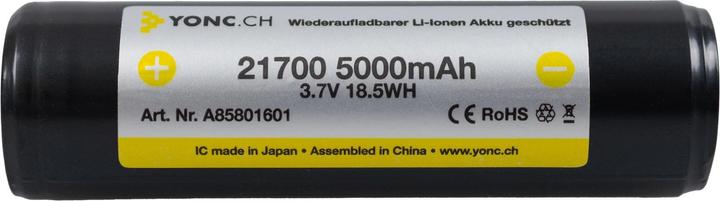 YONC.CH Wiederaufladbarer Li-Ionen Akku geschützt
+ 21700 5000mAh -
3.7V 18.5WH
Art. Nr. A85801601 CE RoHS
IC made in Japan • Assembled in China • www.yonc.ch